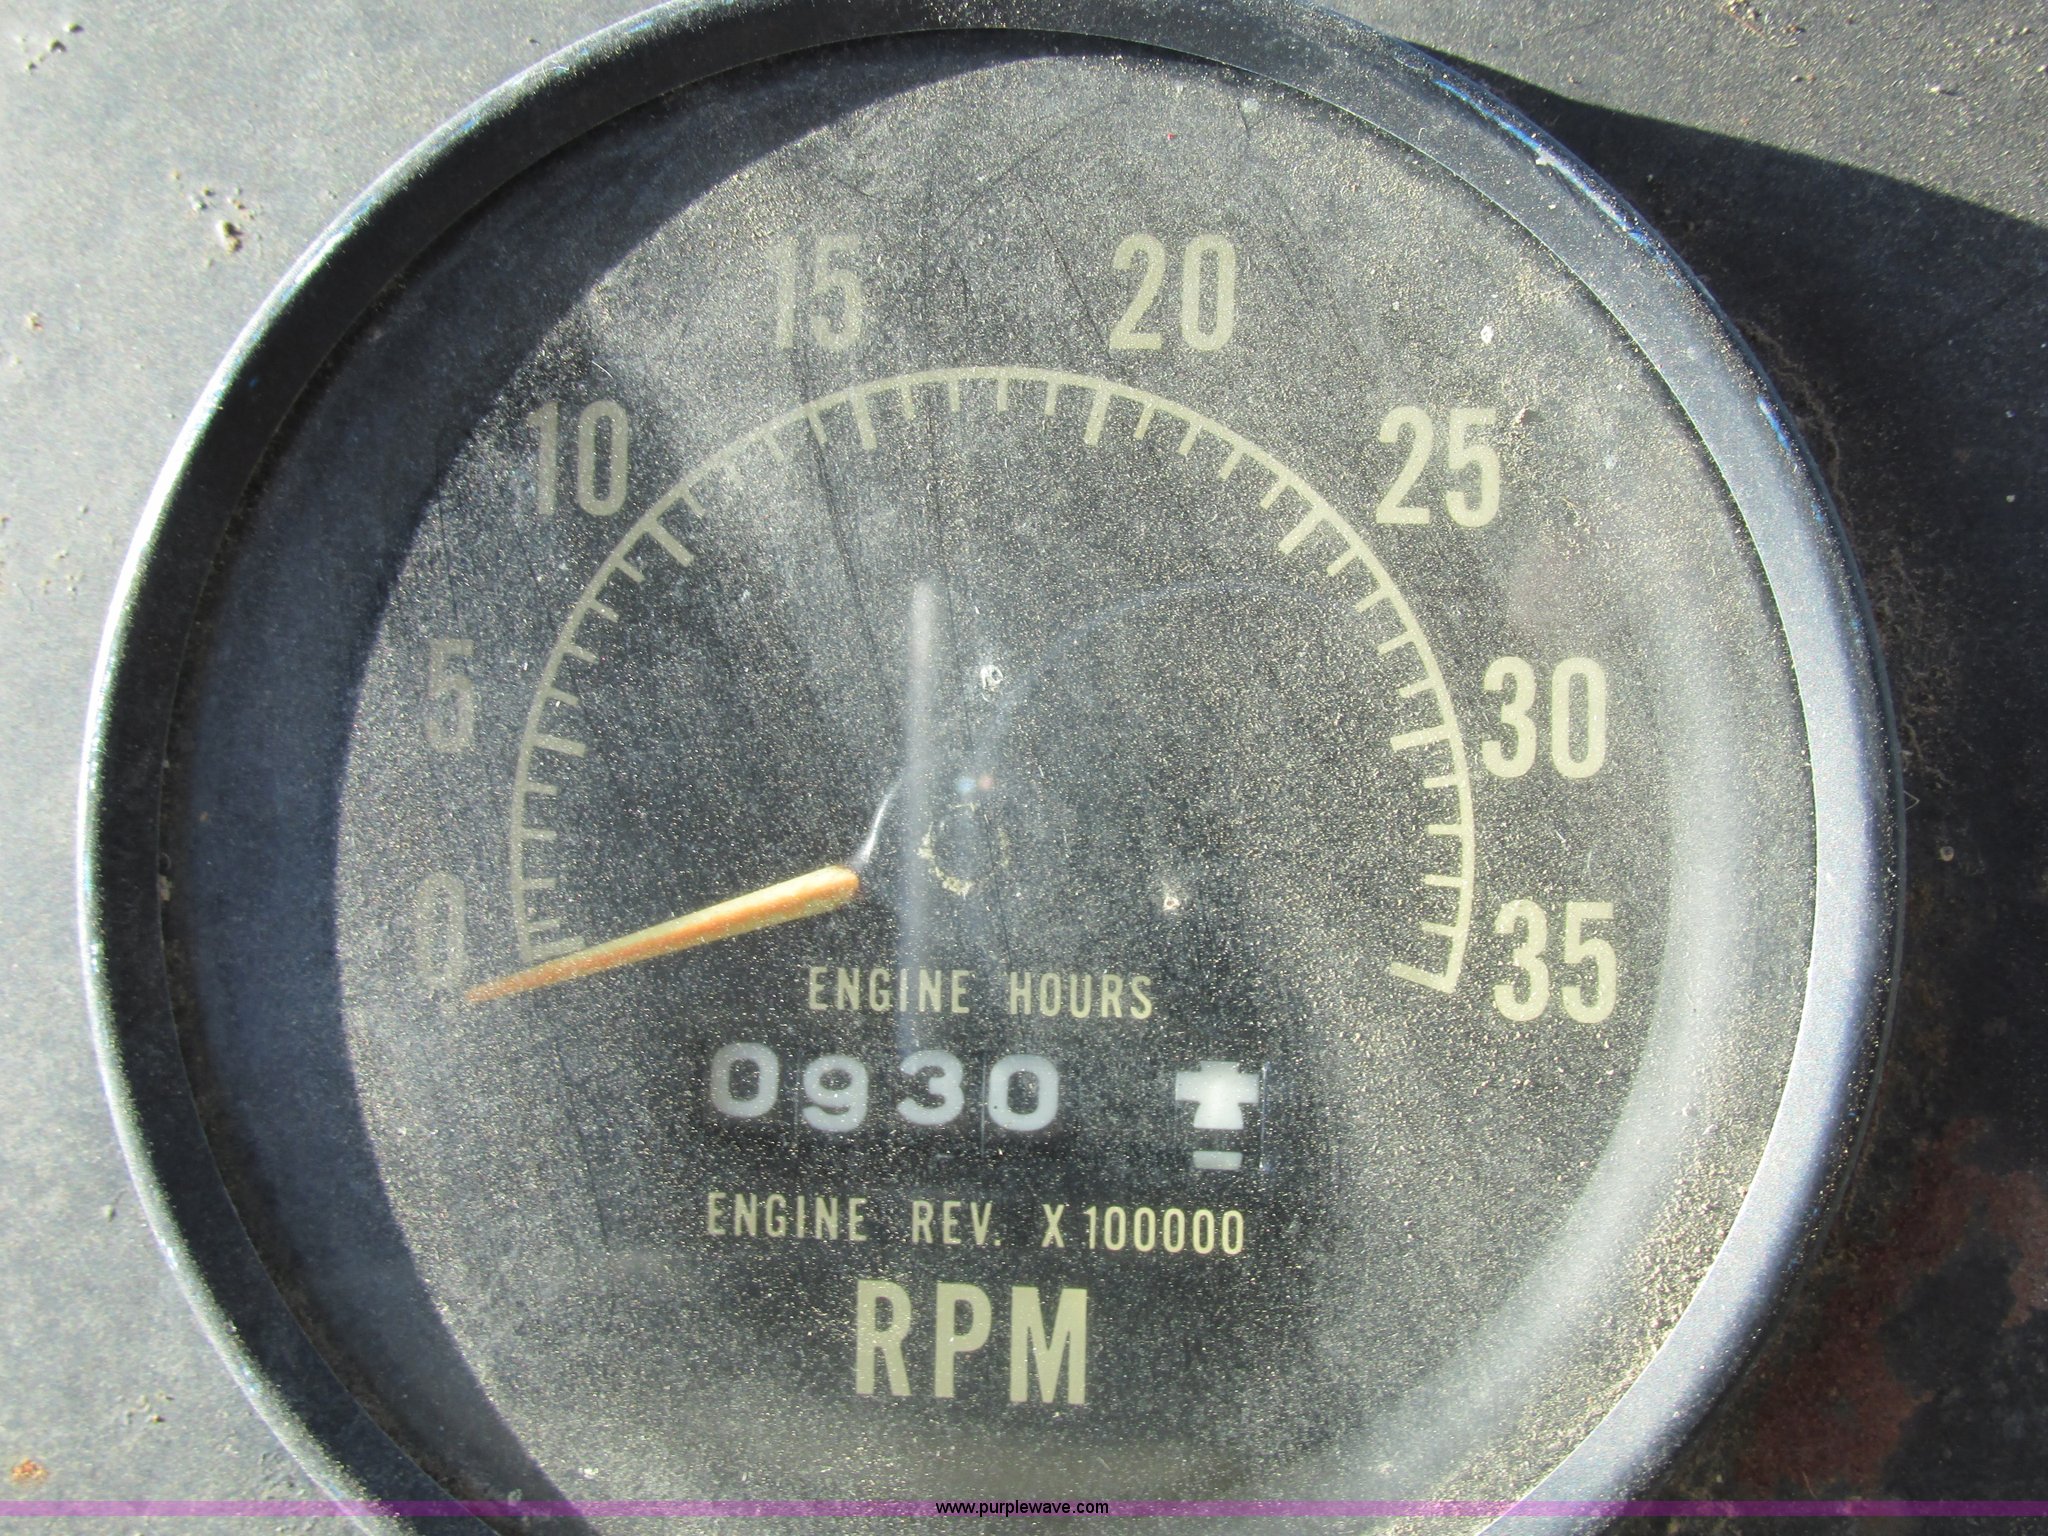 0 5 10 15 20 25 30 35
ENGINE HOURS
0930
ENGINE REV. X100000
RPM
www.purplewave.com